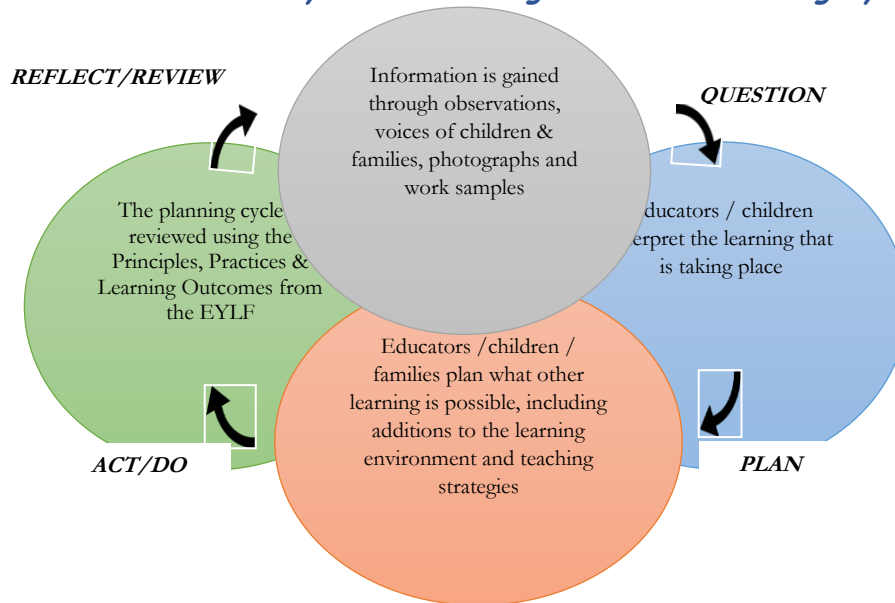 REFLECT/REVIEW
Information is gained
through observations,
voices of children &
families, photographs and
work samples
QUESTION
The planning cycle
reviewed using the
Principles, Practices &
Learning Outcomes from
the EYLF
ducators / children
terpret the learning that
is taking place
Educators /children /
families plan what other
learning is possible, including
additions to the learning
environment and teaching
strategies
ACT/DO
PLAN